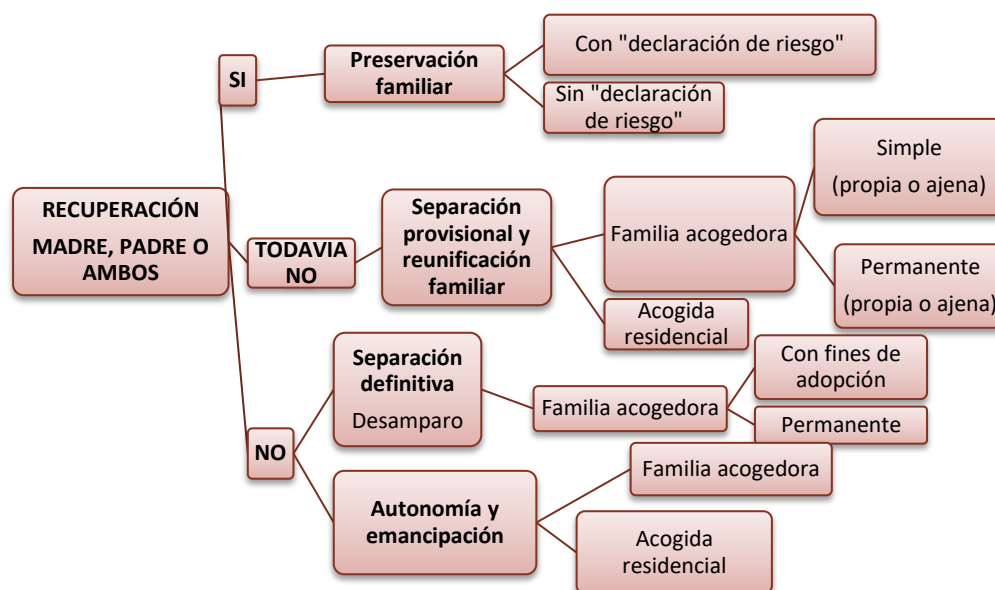 RECUPERACIÓN
MADRE, PADRE O
AMBOS
SI
Preservación
familiar
Con "declaración de riesgo"
Sin "declaración
de riesgo"
TODAVIA
NO
Separación
provisional y
reunificación
familiar
Familia acogedora
Simple
(propia o ajena)
Permanente
(propia o ajena)
Acogida
residencial
NO
Separación
definitiva
Desamparo
Familia acogedora
Con fines de
adopción
Permanente
Autonomía y
emancipación
Familia acogedora
Acogida
residencial